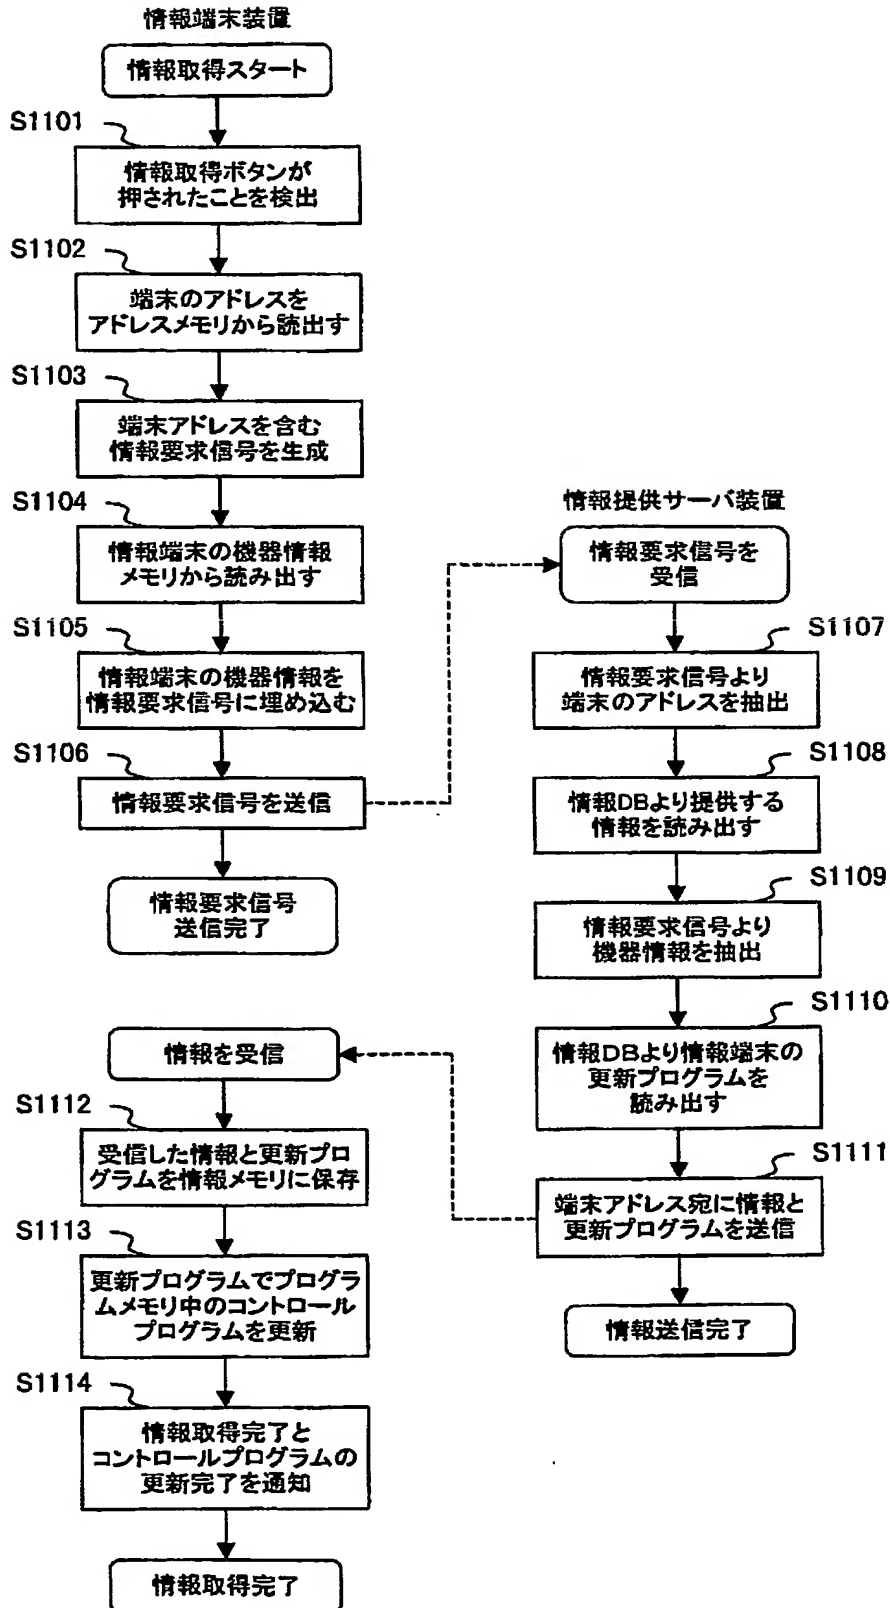 情報端末装置
情報取得スタート
S1101
情報取得ボタンが
押されたことを検出
S1102
端末のアドレスを
アドレスメモリから読出す
S1103
端末アドレスを含む
情報要求信号を生成
S1104
情報端末の機器情報
メモリから読み出す
S1105
情報端末の機器情報を
情報要求信号に埋め込む
S1106
情報要求信号を送信
情報要求信号
送信完了
情報提供サーバ装置
情報要求信号を
受信
S1107
情報要求信号より
端末のアドレスを抽出
S1108
情報DBより提供する
情報を読み出す
S1109
情報要求信号より
機器情報を抽出
S1110
情報DBより情報端末の
更新プログラムを
読み出す
S1111
端末アドレス宛に情報と
更新プログラムを送信
情報送信完了
情報を受信
S1112
受信した情報と更新プロ
グラムを情報メモリに保存
S1113
更新プログラムでプログラ
ムメモリ中のコントロール
プログラムを更新
S1114
情報取得完了と
コントロールプログラムの
更新完了を通知
情報取得完了